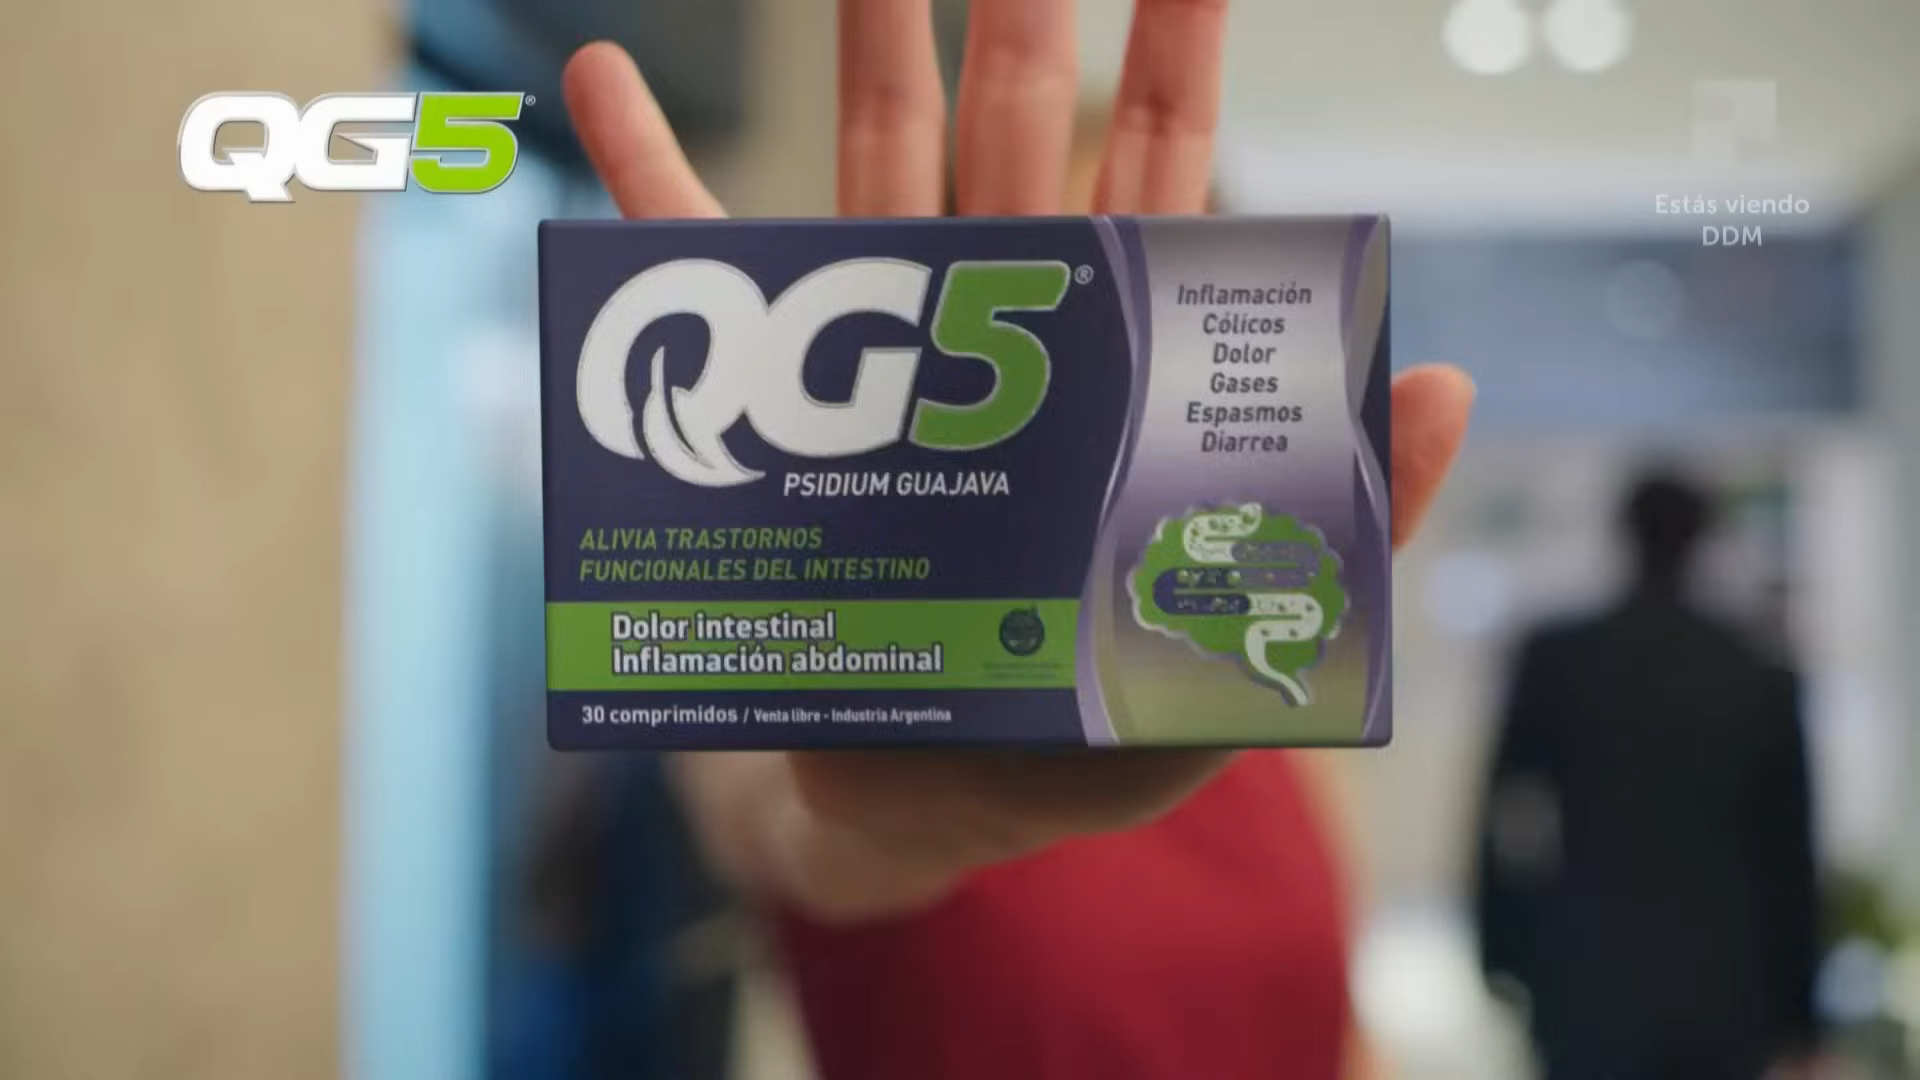 QG5®
Estás viendo
DDM
QG5®
PSIDIUM GUAJAVA
ALIVIA TRASTORNOS
FUNCIONALES DEL INTESTINO
Dolor intestinal
Inflamación abdominal
30 comprimidos / Venta libre - Industria Argentina
Inflamación
Cólicos
Dolor
Gases
Espasmos
Diarrea